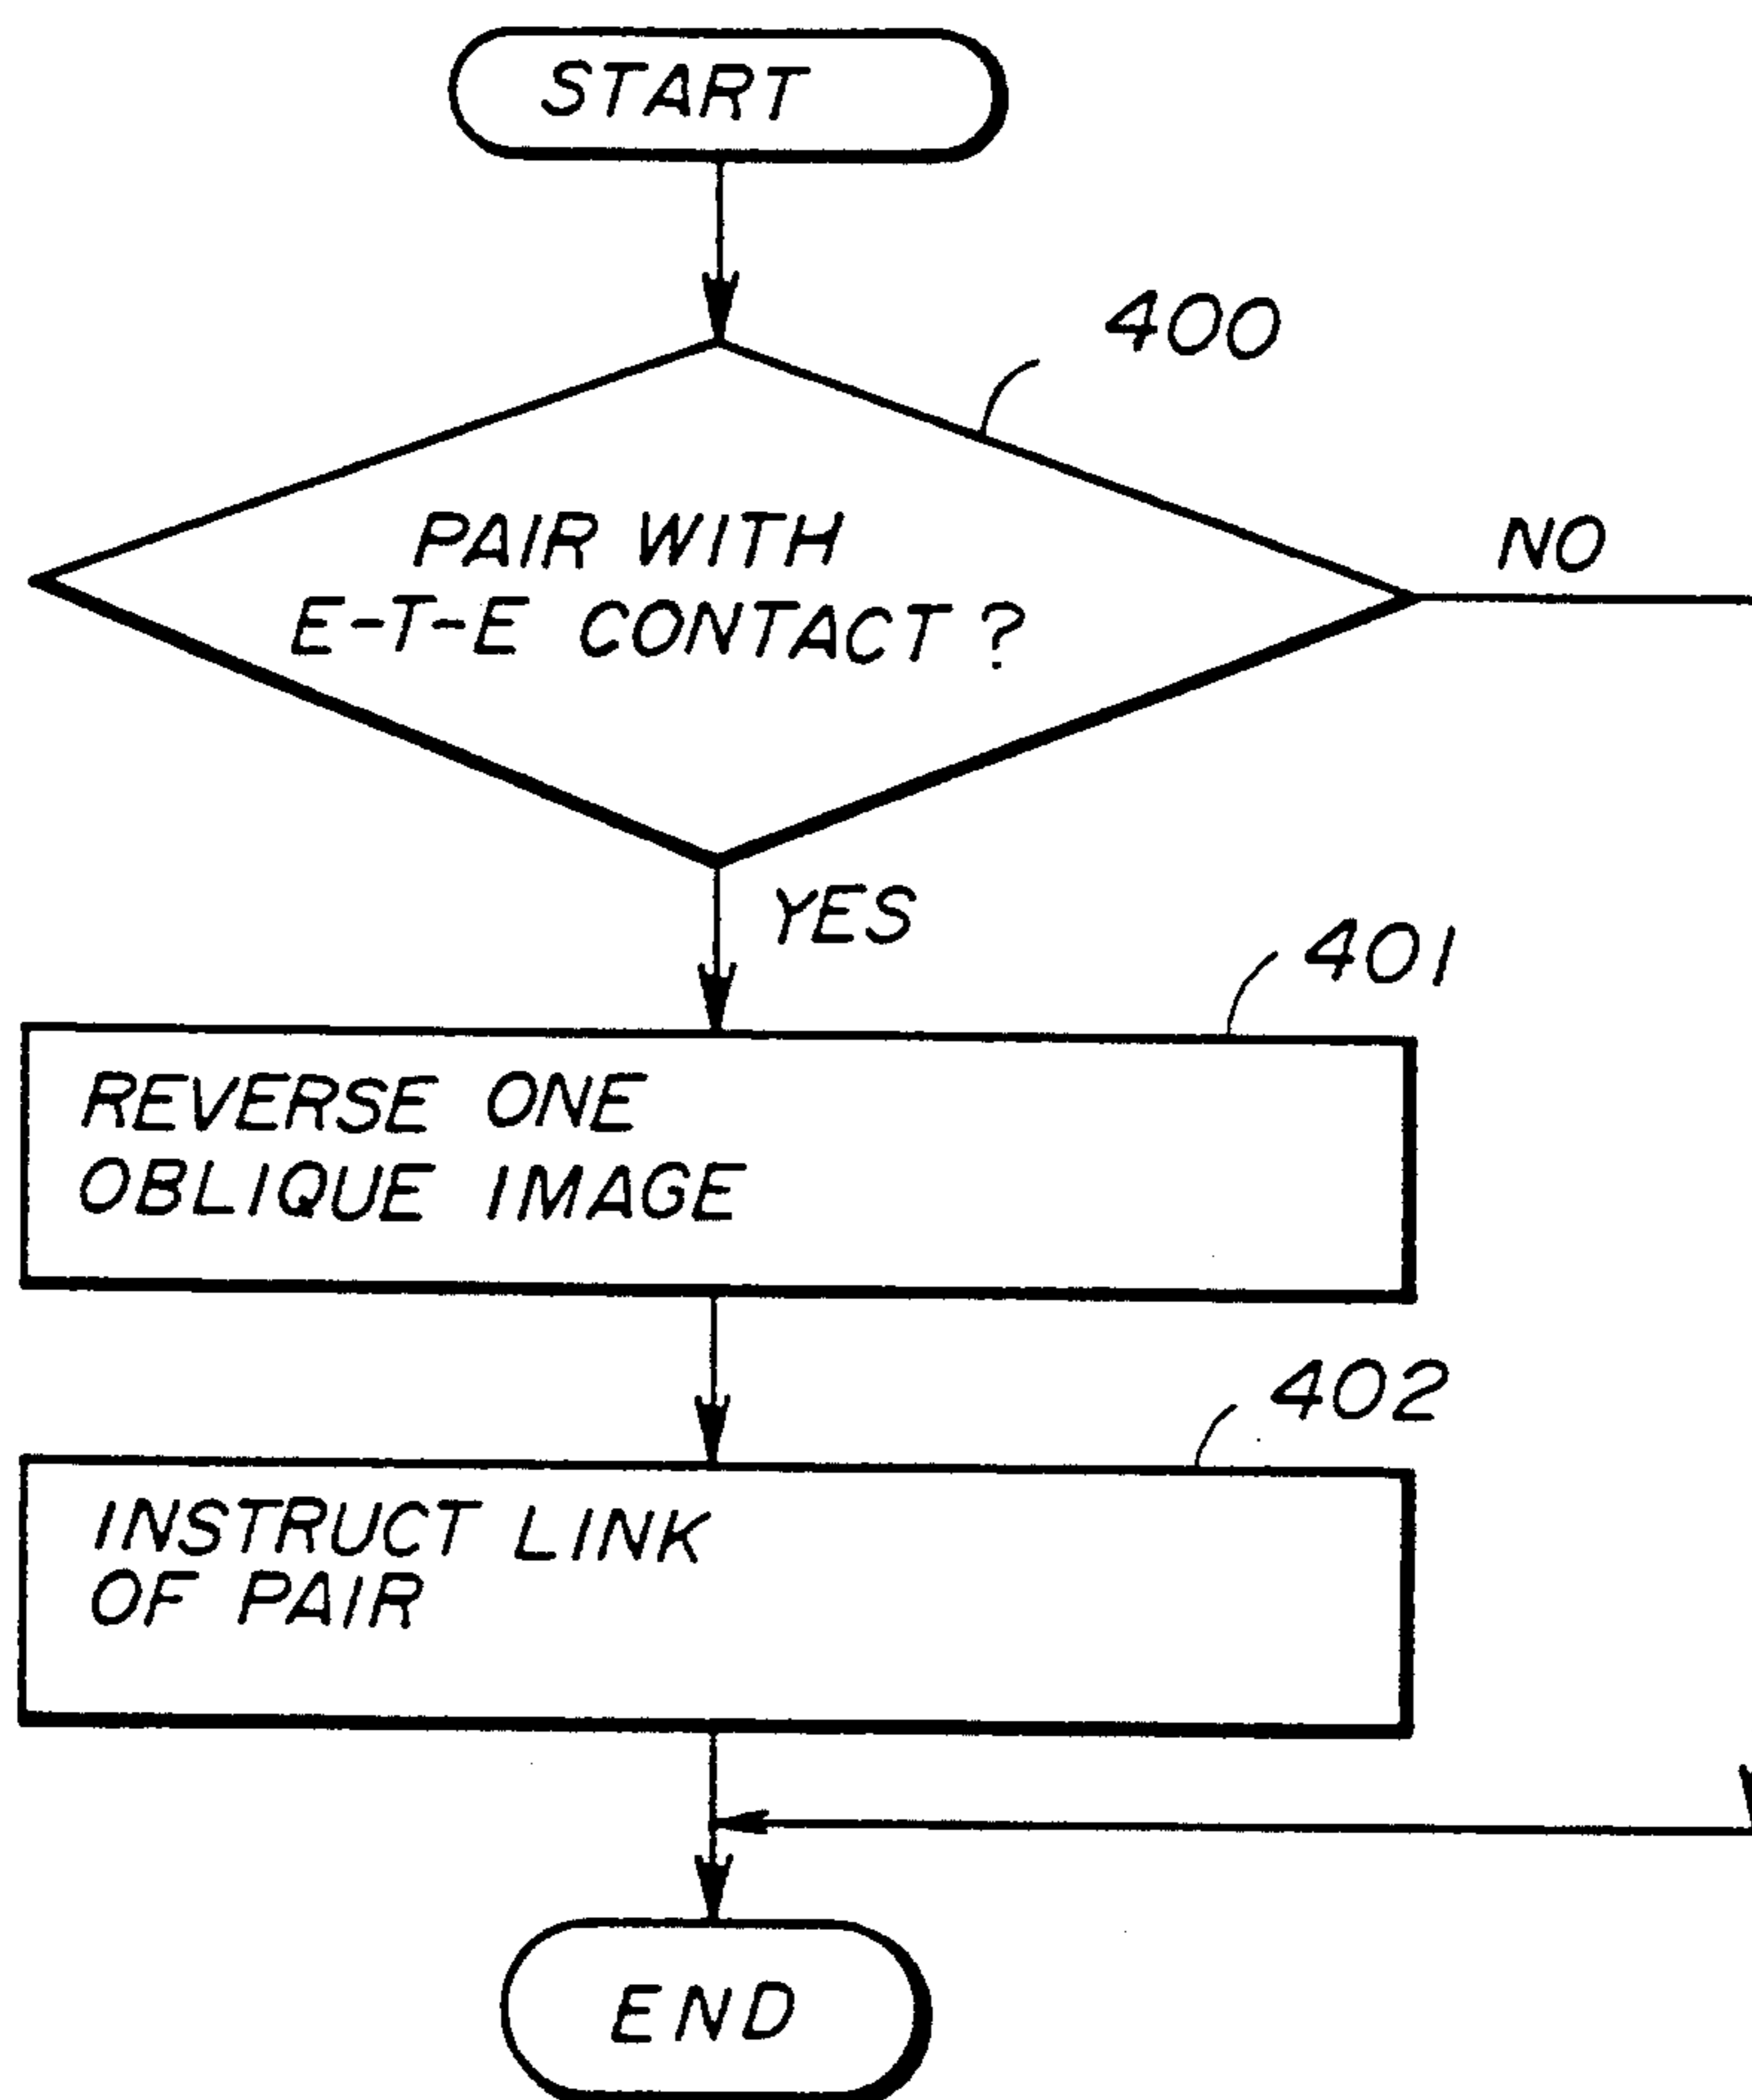 START
400
PAIR WITH
E-T-E CONTACT ?
NO
YES
401
REVERSE ONE
OBLIQUE IMAGE
402
INSTRUCT LINK
OF PAIR
END